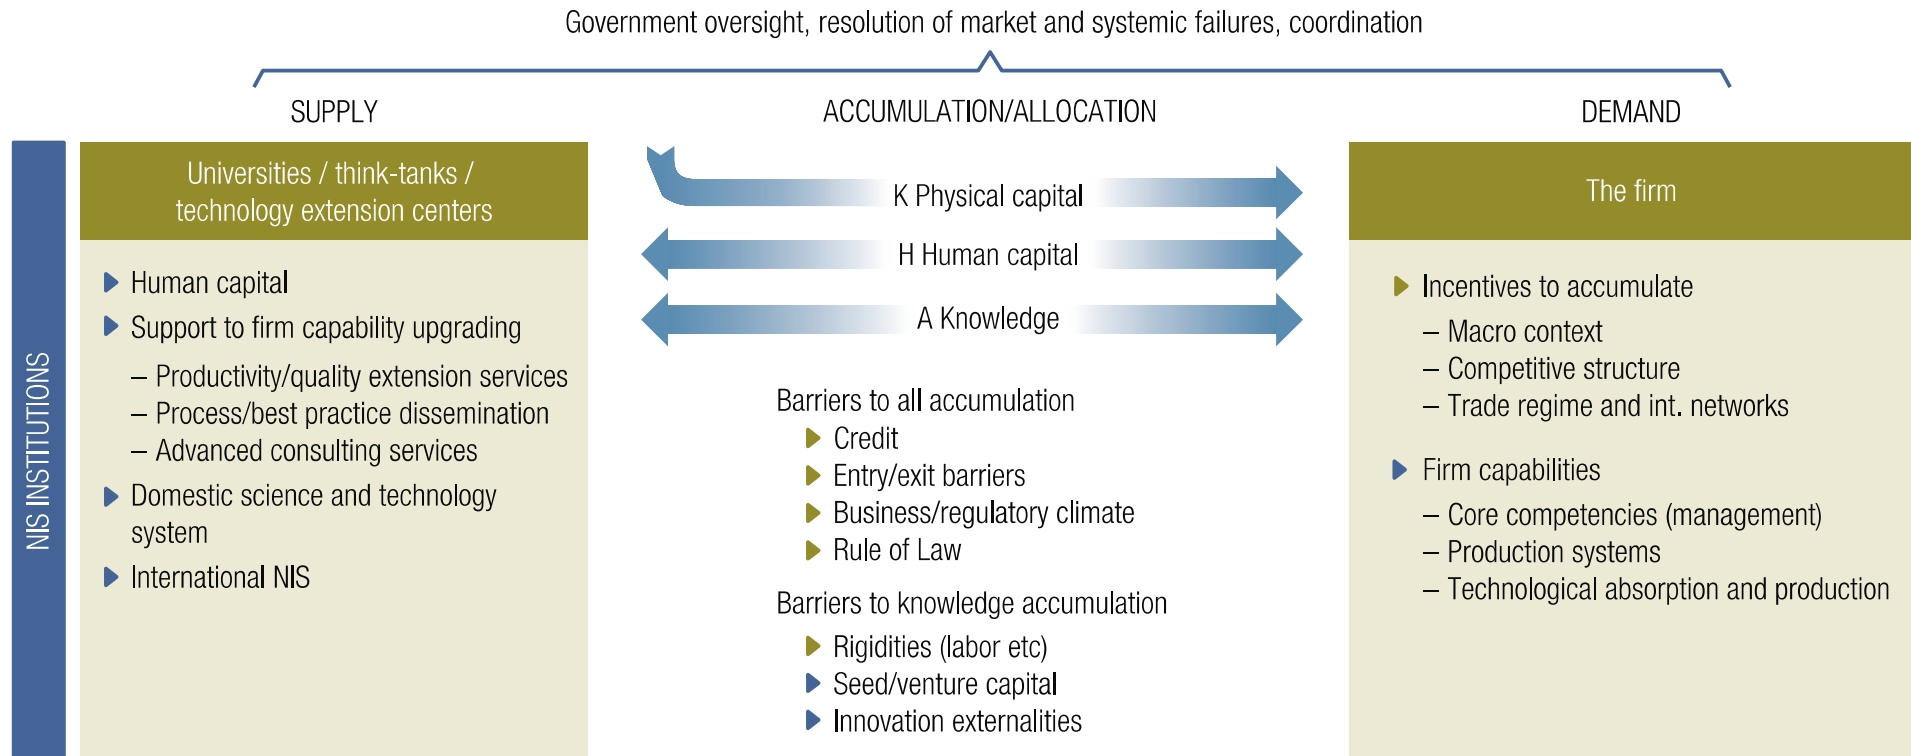 Government oversight, resolution of market and systemic failures, coordination
SUPPLY
ACCUMULATION/ALLOCATION
DEMAND
NIS INSTITUTIONS
Universities / think-tanks /
technology extension centers
Human capital
Support to firm capability upgrading
– Productivity/quality extension services
– Process/best practice dissemination
– Advanced consulting services
Domestic science and technology
system
International NIS
K Physical capital
H Human capital
A Knowledge
Barriers to all accumulation
Credit
Entry/exit barriers
Business/regulatory climate
Rule of Law
Barriers to knowledge accumulation
Rigidities (labor etc)
Seed/venture capital
Innovation externalities
The firm
Incentives to accumulate
– Macro context
– Competitive structure
– Trade regime and int. networks
Firm capabilities
– Core competencies (management)
– Production systems
– Technological absorption and production